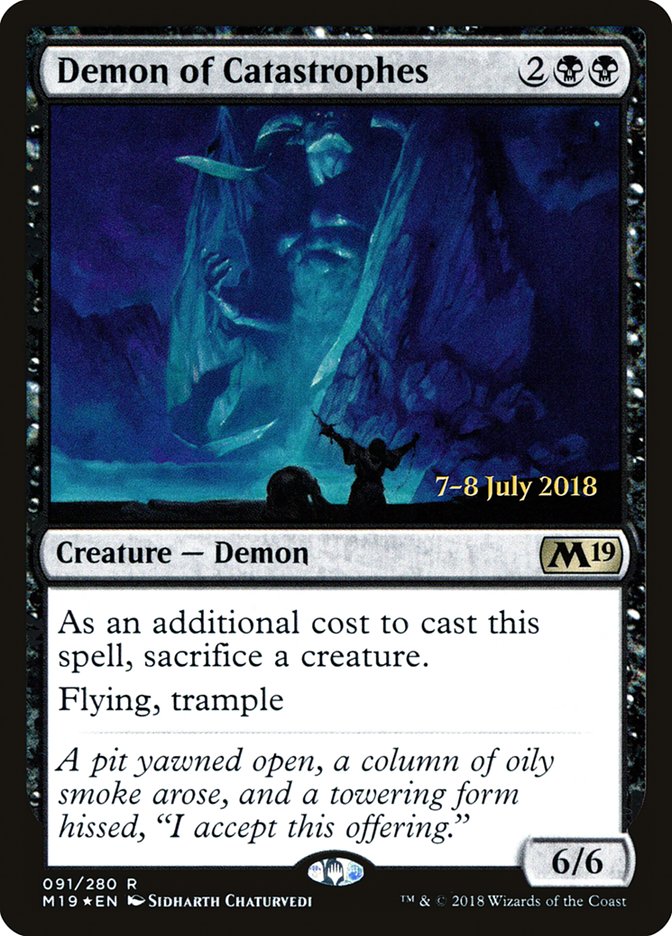 Demon of Catastrophes 2
7–8 July 2018
Creature — Demon M19
As an additional cost to cast this
spell, sacrifice a creature.
Flying, trample
A pit yawned open, a column of oily
smoke arose, and a towering form
hissed, “I accept this offering.”
6/6
091/280 R
M19★EN Sidharth Chaturvedi
™ & © 2018 Wizards of the Coast